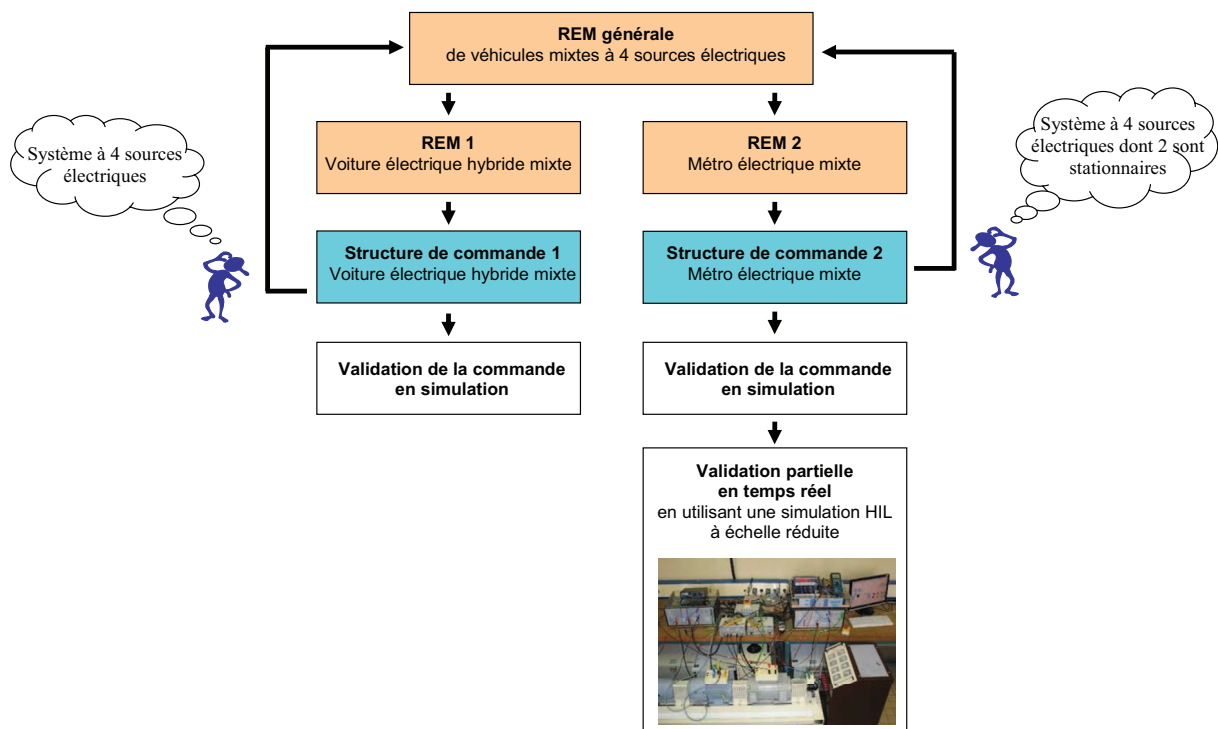 REM générale
de véhicules mixtes à 4 sources électriques
Système à 4 sources
électriques
REM 1
Voiture électrique hybride mixte
REM 2
Métro électrique mixte
Système à 4 sources
électriques dont 2 sont
stationnaires
Structure de commande 1
Voiture électrique hybride mixte
Structure de commande 2
Métro électrique mixte
Validation de la commande
en simulation
Validation de la commande
en simulation
Validation partielle
en temps réel
en utilisant une simulation HIL
à échelle réduite